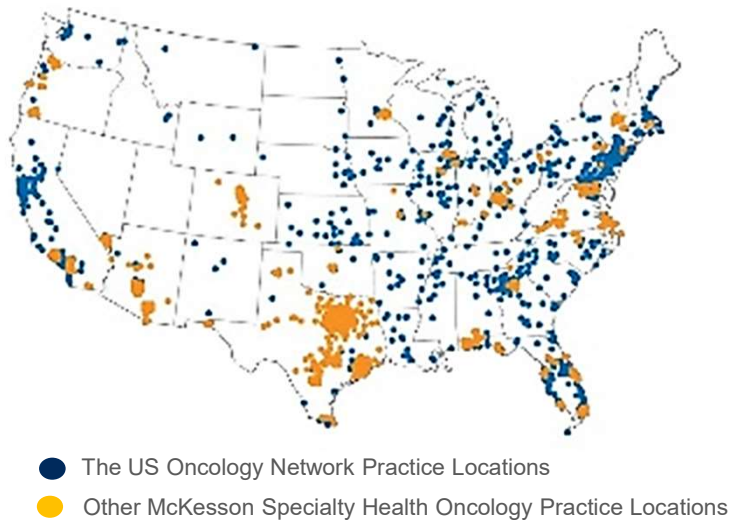 The US Oncology Network Practice Locations
Other McKesson Specialty Health Oncology Practice Locations